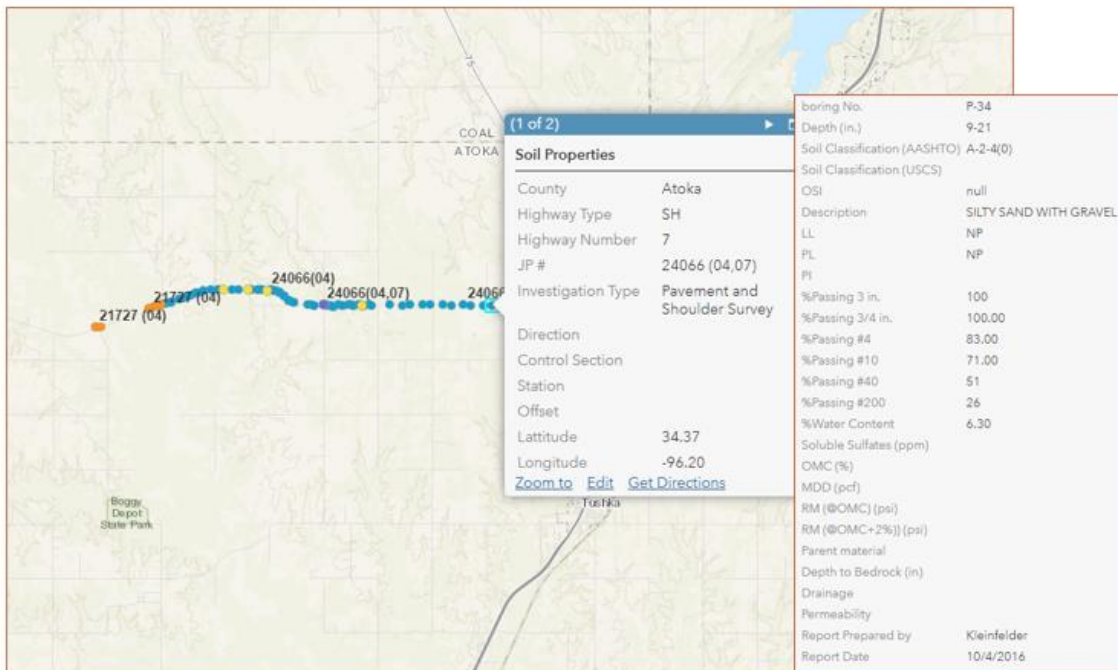 75
COAL
ATOKA
24066(04)
21727 (04)
24066(04,07)
24066
21727 (04)
Boggy
Depot
State Park
Tushka
(1 of 2)
Soil Properties
County Atoka
Highway Type SH
Highway Number 7
JP # 24066 (04,07)
Investigation Type Pavement and
Shoulder Survey
Direction
Control Section
Station
Offset
Lattitude 34.37
Longitude -96.20
Zoom to Edit Get Directions
boring No. P-34
Depth (in.) 9-21
Soil Classification (AASHTO) A-2-4(0)
Soil Classification (USCS)
OSI null
Description SILTY SAND WITH GRAVEL
LL NP
PL NP
PI
%Passing 3 in. 100
%Passing 3/4 in. 100.00
%Passing #4 83.00
%Passing #10 71.00
%Passing #40 51
%Passing #200 26
%Water Content 6.30
Soluble Sulfates (ppm)
OMC (%)
MDD (pcf)
RM (@OMC) (psi)
RM (@OMC+2%)) (psi)
Parent material
Depth to Bedrock (in)
Drainage
Permeability
Report Prepared by Kleinfelder
Report Date 10/4/2016